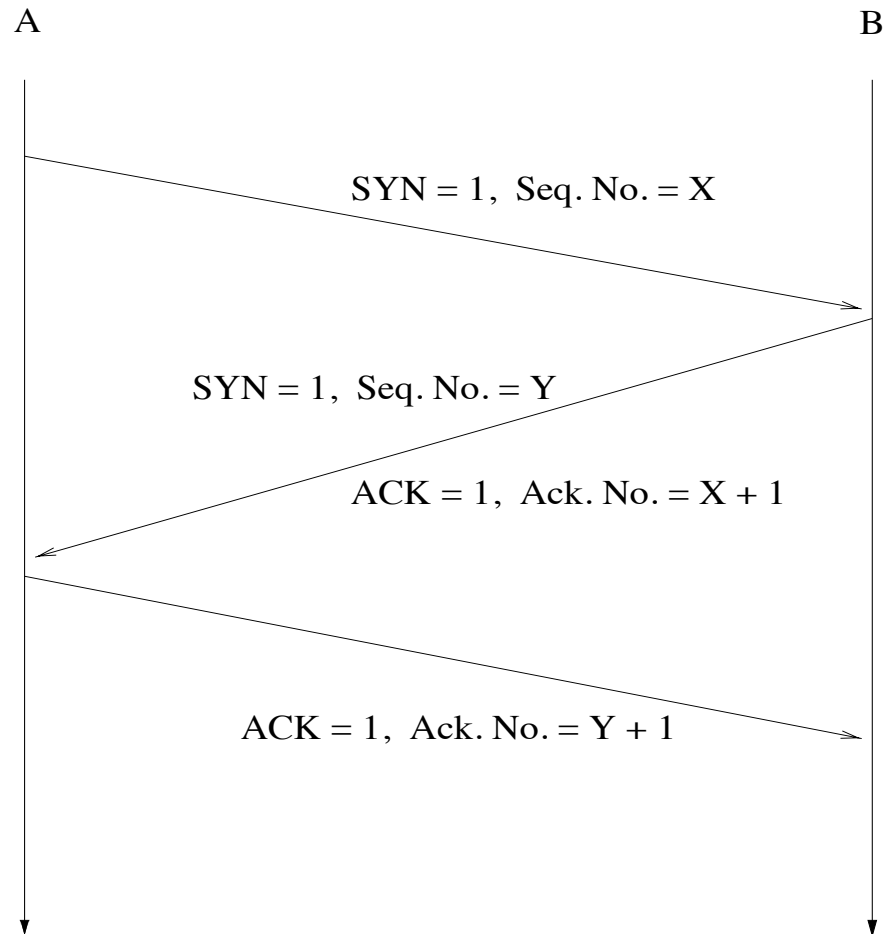 A
B
SYN = 1, Seq. No. = X
SYN = 1, Seq. No. = Y
ACK = 1, Ack. No. = X + 1
ACK = 1, Ack. No. = Y + 1